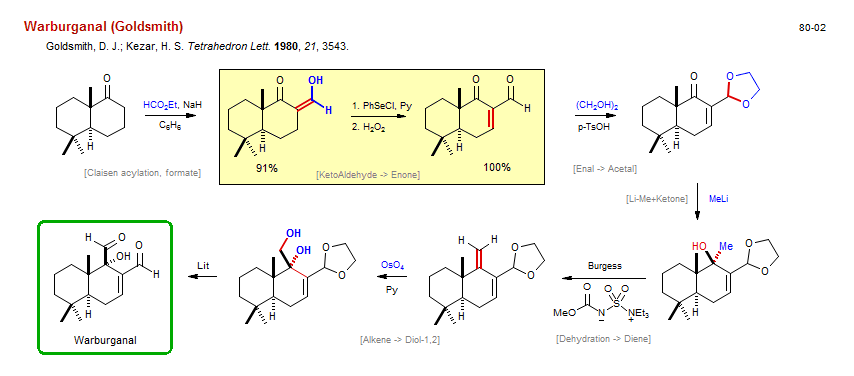 Warburganal (Goldsmith)
80-02
Goldsmith, D. J.; Kezar, H. S. Tetrahedron Lett. 1980, 21, 3543.
O
H
HCO₂Et, NaH
C₆H₆
[Claisen acylation, formate]
O
OH
H
H
91%
1. PhSeCl, Py
2. H₂O₂
[KetoAldehyde -> Enone]
O
O
H
H
100%
(CH₂OH)₂
p-TsOH
[Enal -> Acetal]
O
O
O
H
[Li-Me+Ketone]
MeLi
HO
Me
O
O
H
Burgess
MeO
O
N
–
O
O
S
NEt₃
+
[Dehydration -> Diene]
H
H
O
O
H
OsO₄
Py
[Alkene -> Diol-1,2]
OH
OH
O
O
H
Lit
H
O
O
OH
H
H
Warburganal